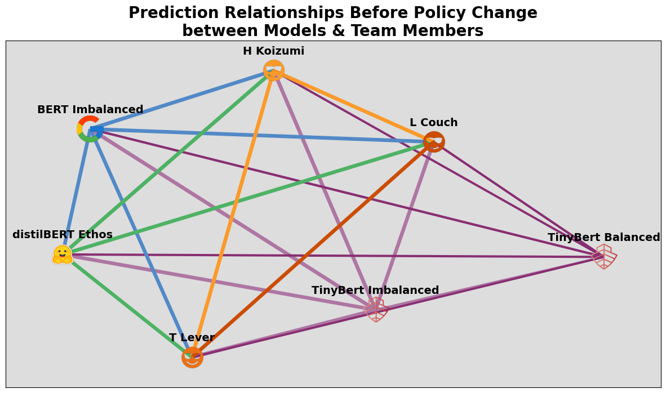 Prediction Relationships Before Policy Change
between Models & Team Members
H Koizumi
BERT Imbalanced
L Couch
distilBERT Ethos
TinyBert Balanced
TinyBert Imbalanced
T Lever